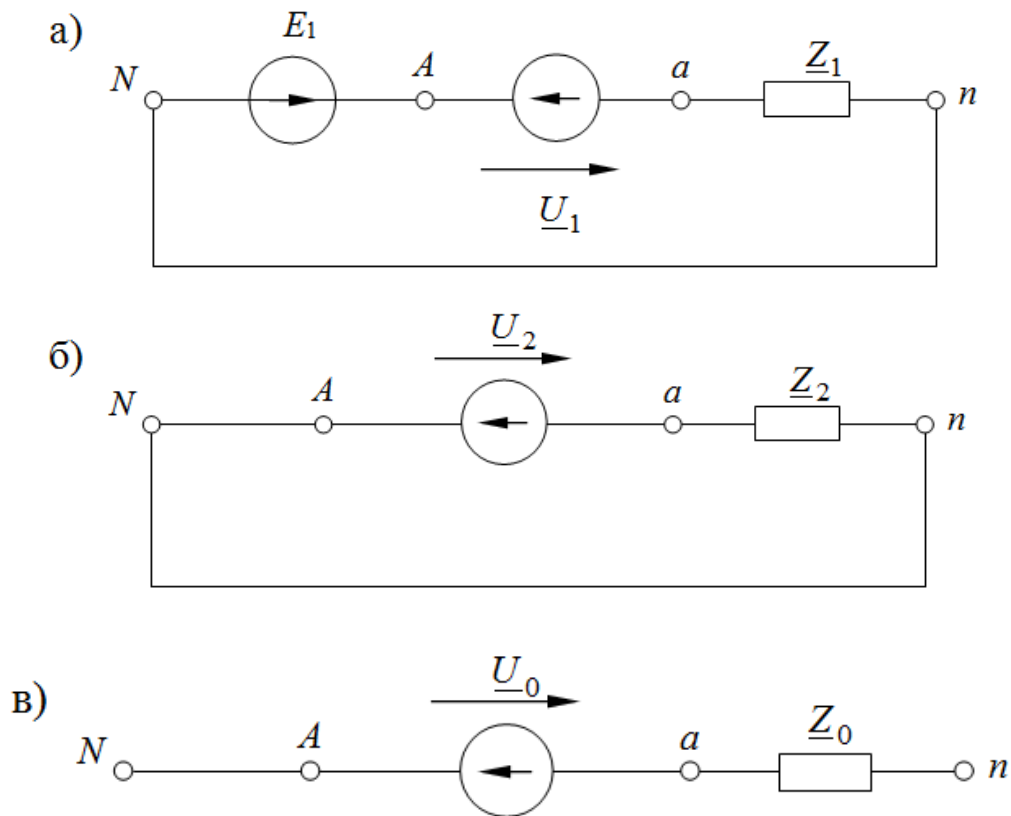 а)
E₁
N A a Z₁ n
U₁
б)
U₂
N A a Z₂ n
в)
U₀
N A a Z₀ n